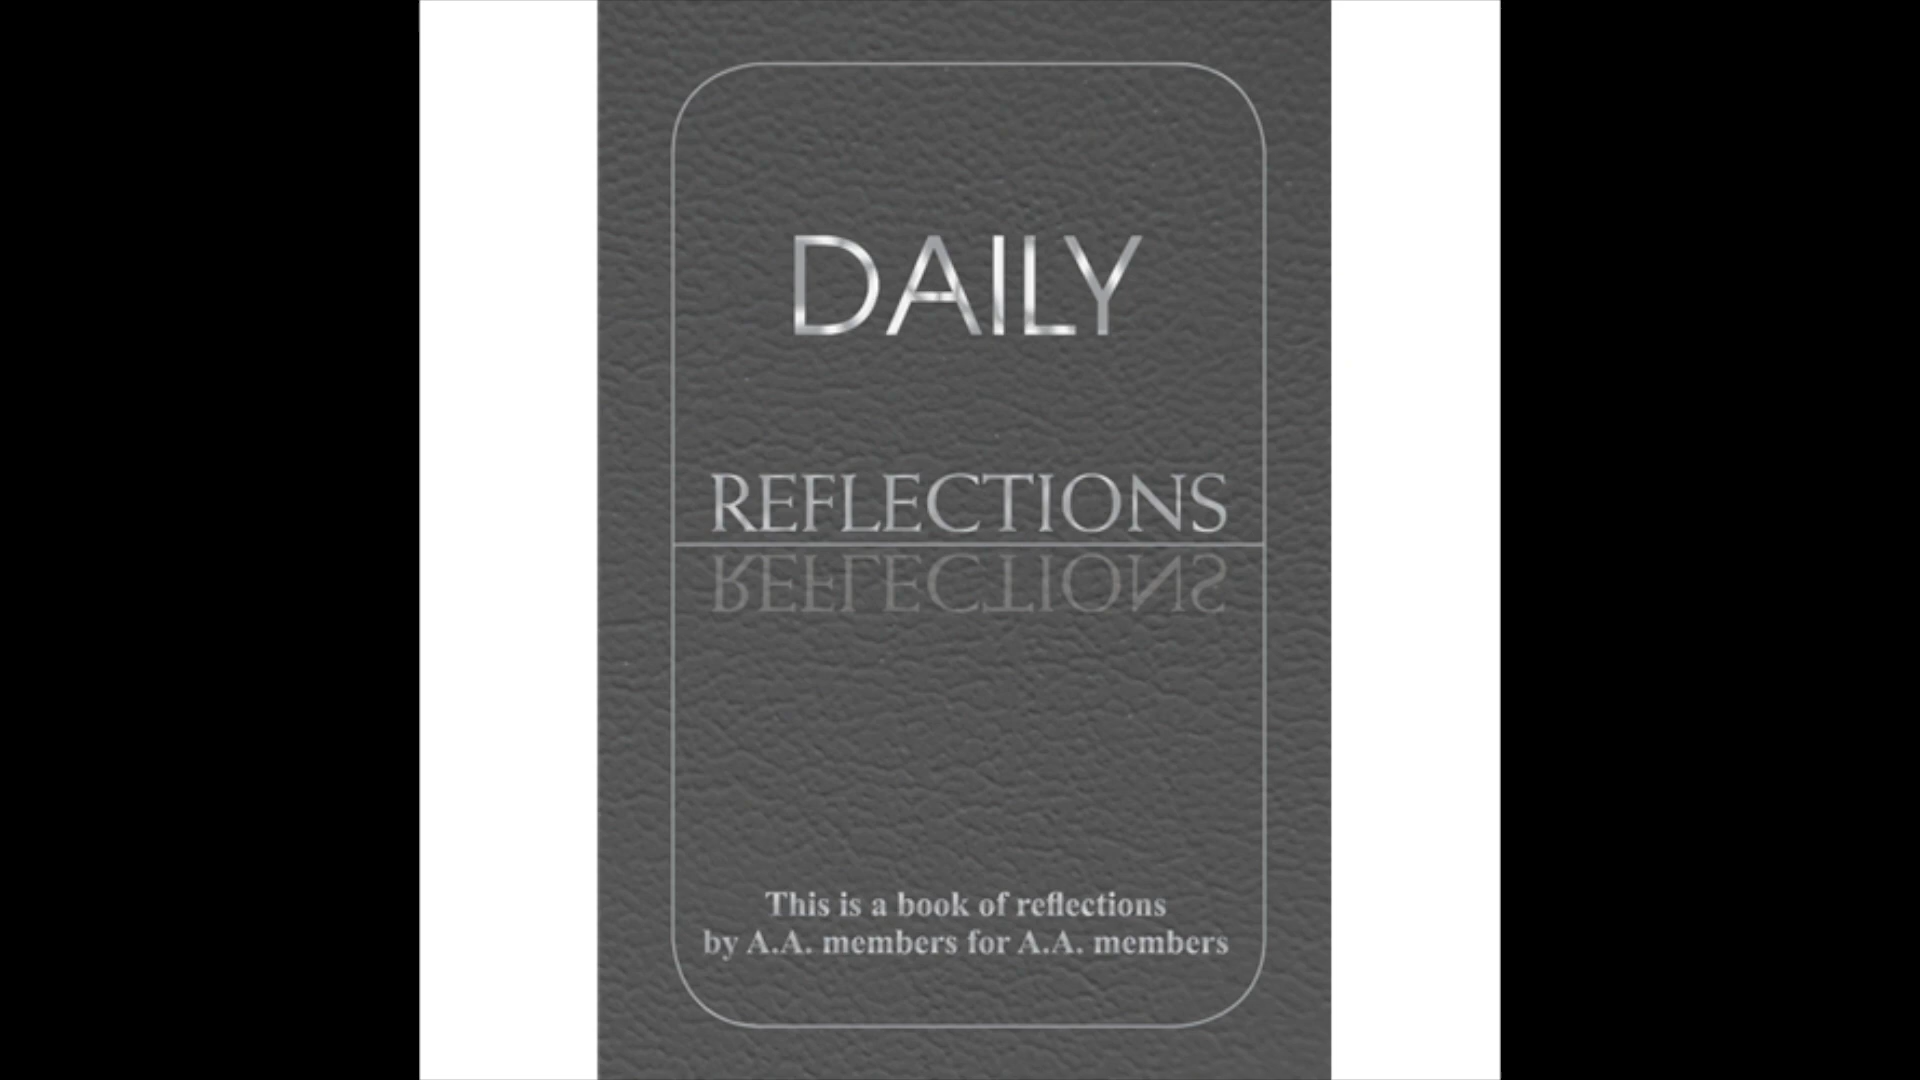 DAILY
REFLECTIONS
REFLECTIONS
This is a book of reflections
by A.A. members for A.A. members